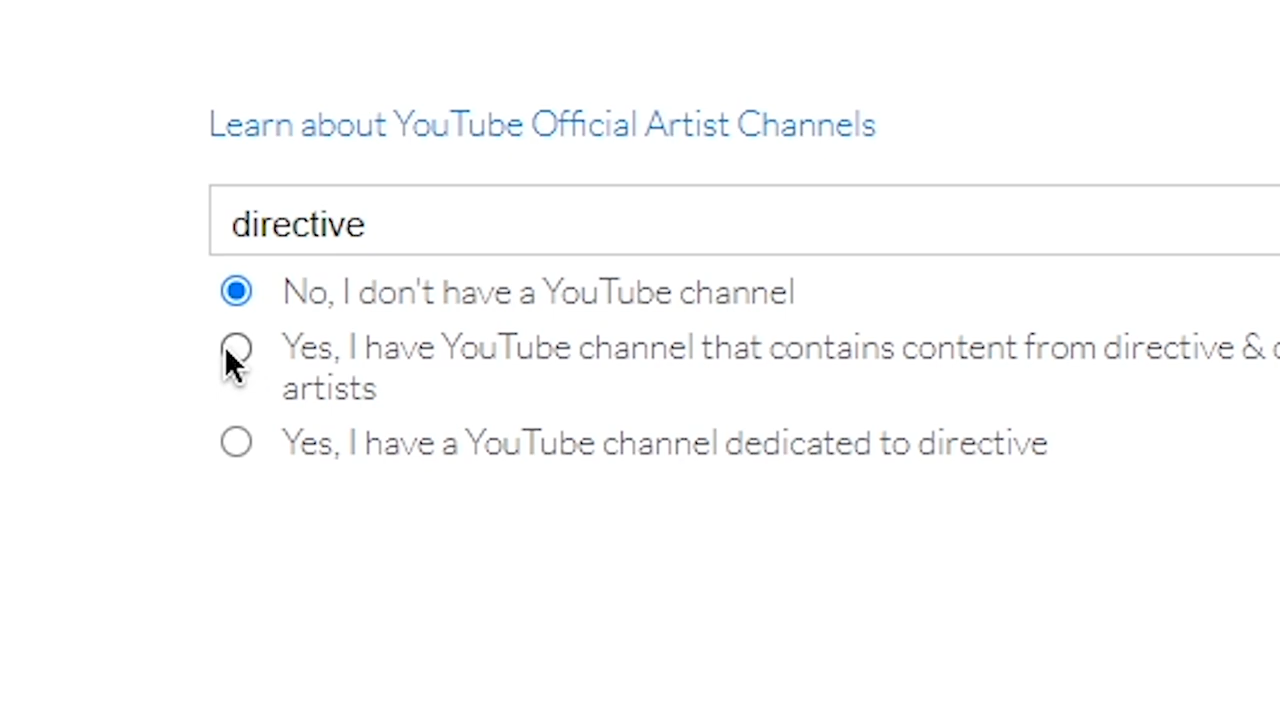 Learn about YouTube Official Artist Channels
directive
No, I don't have a YouTube channel
Yes, I have YouTube channel that contains content from directive &
artists
Yes, I have a YouTube channel dedicated to directive